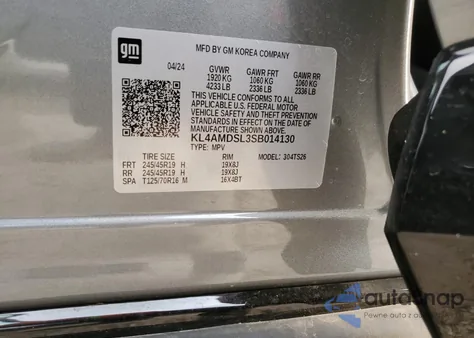 gm
MFD BY GM KOREA COMPANY
04/24 GVWR GAWR FRT GAWR RR
1920 KG 1060 KG 1060 KG
4233 LB 2336 LB 2336 LB
THIS VEHICLE CONFORMS TO ALL
APPLICABLE U.S. FEDERAL MOTOR
VEHICLE SAFETY AND THEFT
PREVENTION STANDARDS IN
EFFECT ON THE DATE OF
MANUFACTURE SHOWN ABOVE.
KL4AMDSL3SB014130
TYPE: MPV MODEL: 304TS26
TIRE SIZE RIM
FRT 245/45R19 H 19X8J
RR 245/45R19 H 19X8J
SPA T125/70R16 M 16X4BT
autosnap
Pewne auta z